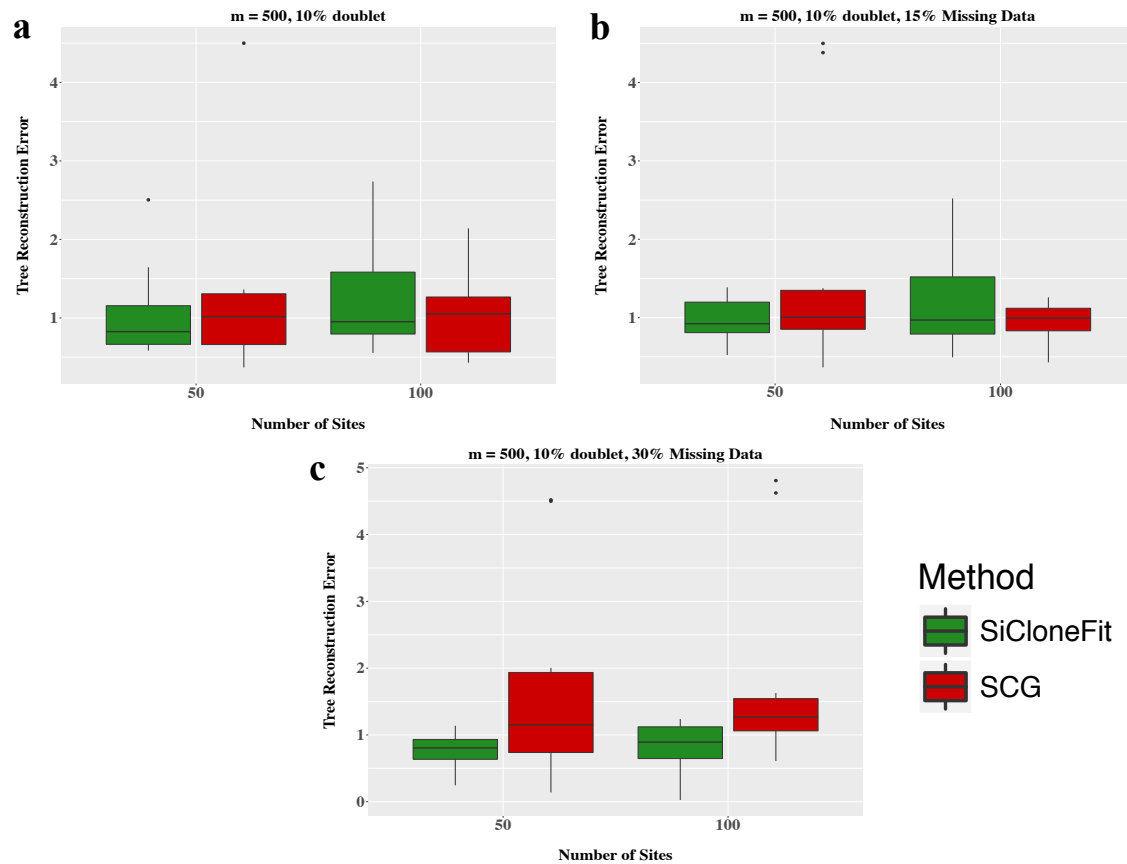 a
m = 500, 10% doublet
Tree Reconstruction Error
4
3
2
1
50
100
Number of Sites
b
m = 500, 10% doublet, 15% Missing Data
Tree Reconstruction Error
4
3
2
1
50
100
Number of Sites
c
m = 500, 10% doublet, 30% Missing Data
Tree Reconstruction Error
5
4
3
2
1
0
50
100
Number of Sites
Method
SiCloneFit
SCG